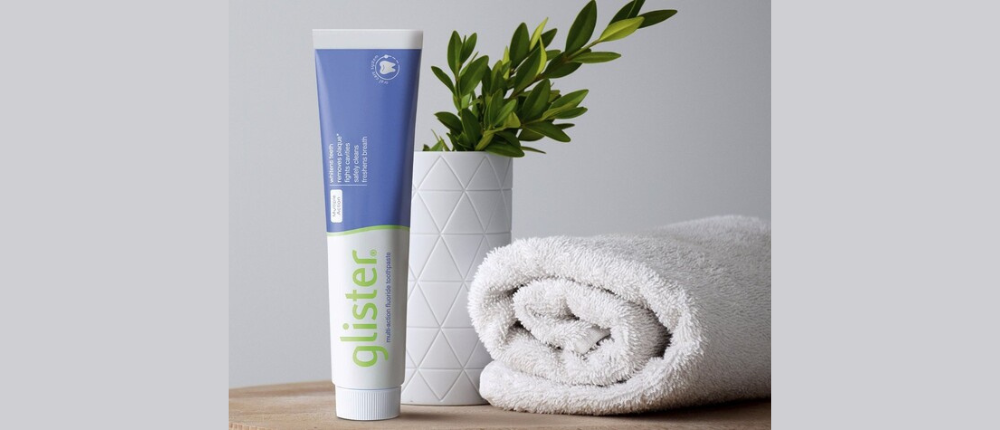 glister®
multi-action fluoride toothpaste
whitens teeth
removes plaque*
fights cavities
safely cleans
freshens breath